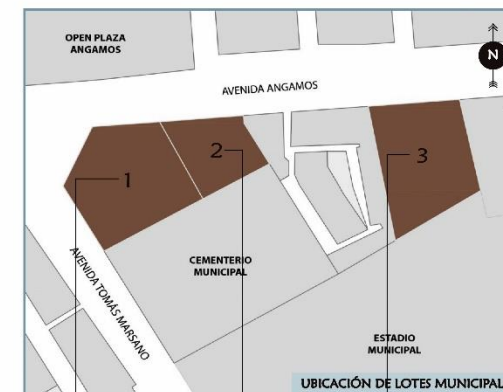 OPEN PLAZA
ANGAMOS
N
AVENIDA ANGAMOS
1
2
3
CEMENTERIO
MUNICIPAL
AVENIDA TOMÁS MARSANO
ESTADIO
MUNICIPAL
UBICACIÓN DE LOTES MUNICIPAL